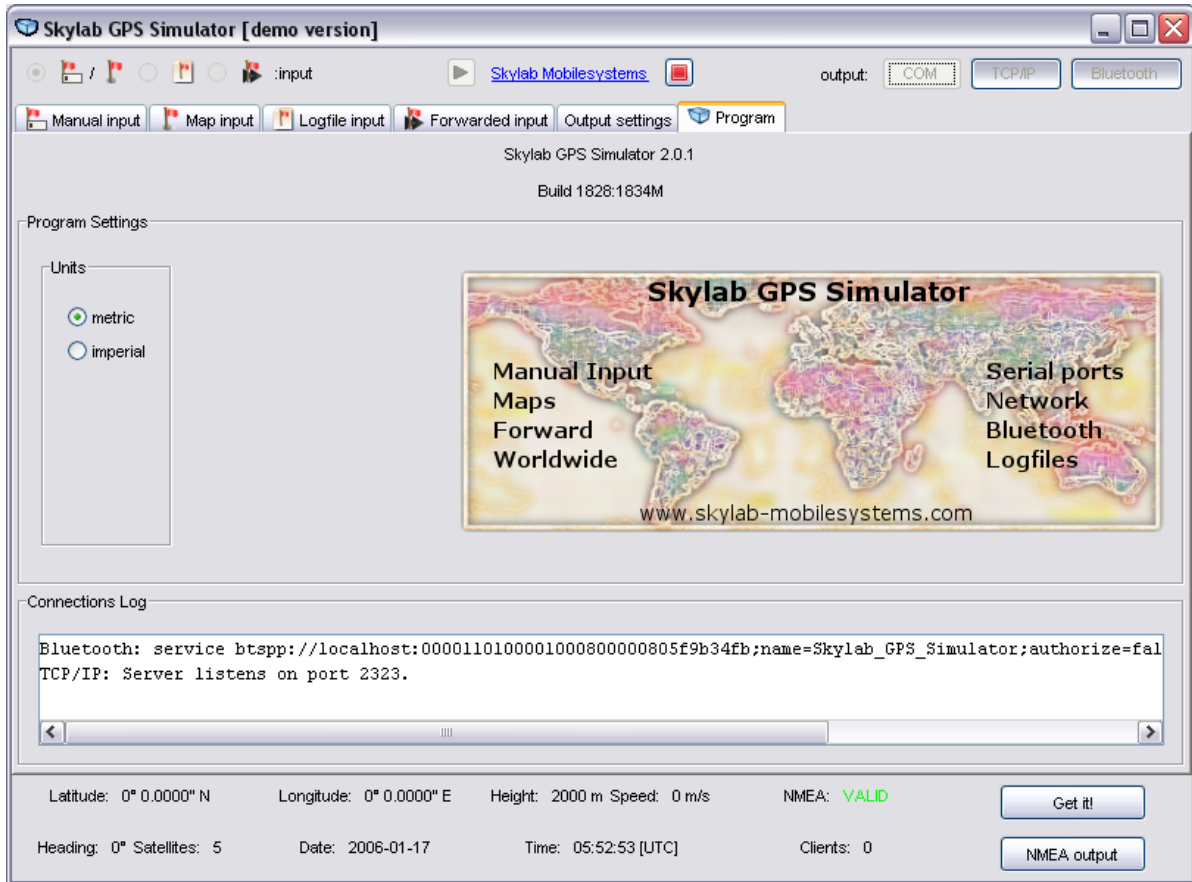 Skylab GPS Simulator [demo version]
/ :input Skylab Mobilesystems output: COM TCP/IP Bluetooth
Manual input Map input Logfile input Forwarded input Output settings Program
Skylab GPS Simulator 2.0.1
Build 1828:1834M
Program Settings
Units
metric
imperial
Skylab GPS Simulator
Manual Input
Maps
Forward
Worldwide
Serial ports
Network
Bluetooth
Logfiles
www.skylab-mobilesystems.com
Connections Log
Bluetooth: service btspp://localhost:0000110100001000800000805f9b34fb;name=Skylab_GPS_Simulator;authorize=fal
TCP/IP: Server listens on port 2323.
Latitude: 0° 0.0000" N Longitude: 0° 0.0000" E Height: 2000 m Speed: 0 m/s NMEA: VALID Get it!
Heading: 0° Satellites: 5 Date: 2006-01-17 Time: 05:52:53 [UTC] Clients: 0 NMEA output